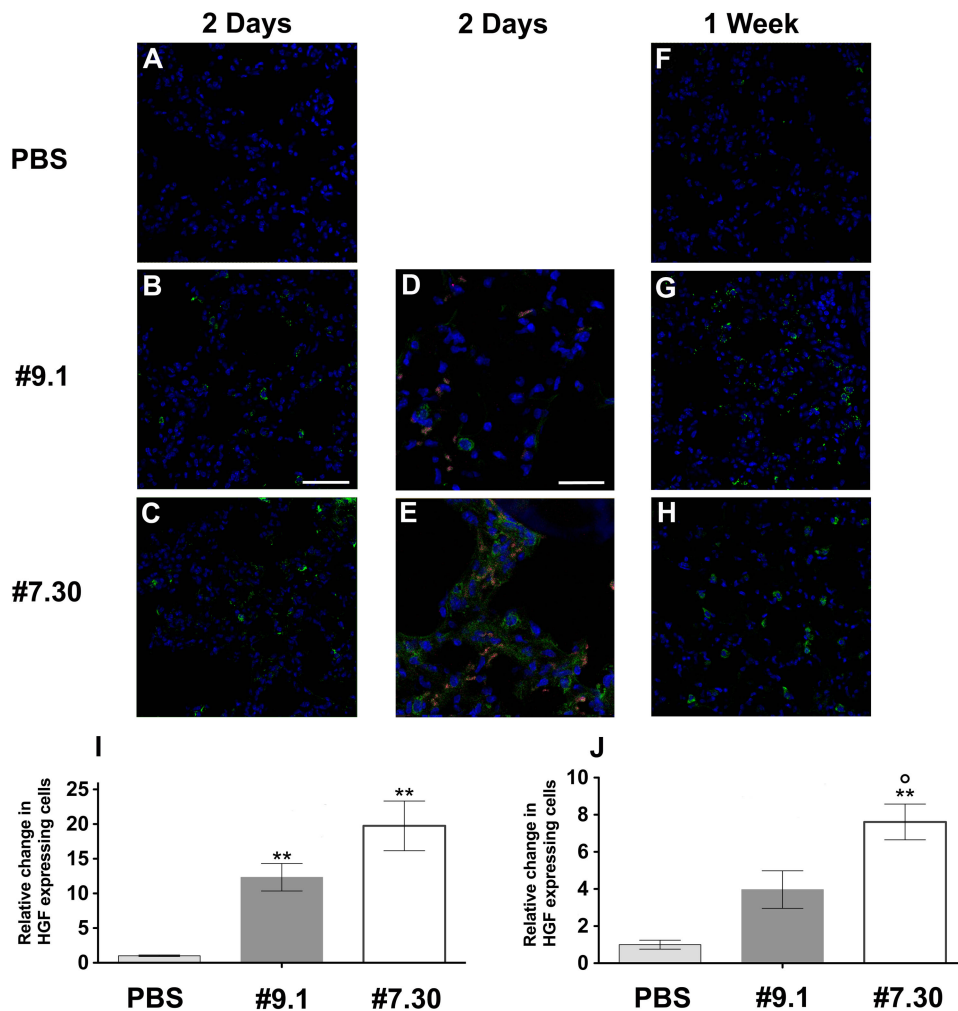 2 Days 2 Days 1 Week
A F
PBS
B D G
#9.1
C E H
#7.30
I J
Relative change in
HGF expressing cells
25
20
15
10
5
0
** **
PBS #9.1 #7.30
Relative change in
HGF expressing cells
10
8
6
4
2
0
°
**
PBS #9.1 #7.30